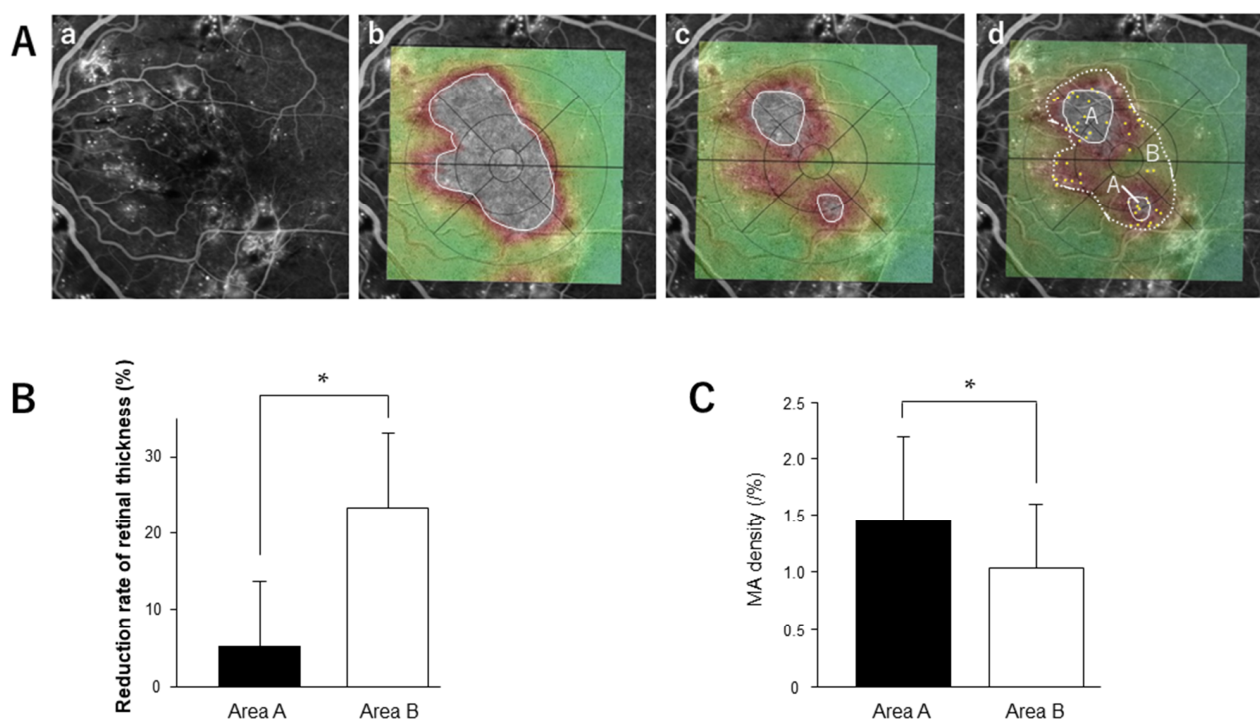 A
a
b
c
d
A
B
A
B
Reduction rate of retinal thickness (%)
30
20
10
0
*
Area A
Area B
C
MA density (/%)
2.5
2.0
1.5
1.0
0.5
0
*
Area A
Area B